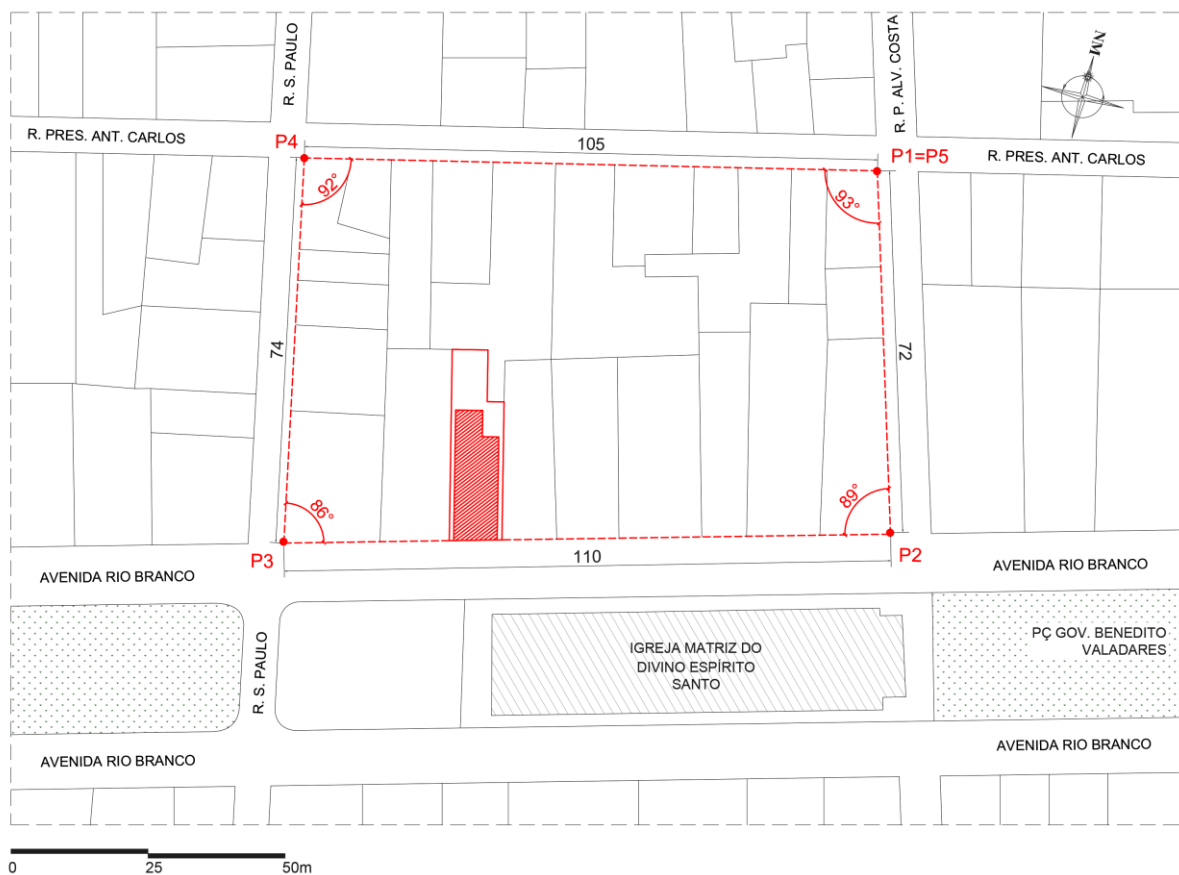 R. S. PAULO
R. P. ALV. COSTA
NM
R. PRES. ANT. CARLOS
P4
105
P1=P5
R. PRES. ANT. CARLOS
92°
93°
74
72
86°
89°
P3
110
P2
AVENIDA RIO BRANCO
AVENIDA RIO BRANCO
R. S. PAULO
IGREJA MATRIZ DO
DIVINO ESPÍRITO
SANTO
PÇ GOV. BENEDITO
VALADARES
AVENIDA RIO BRANCO
AVENIDA RIO BRANCO
0
25
50m